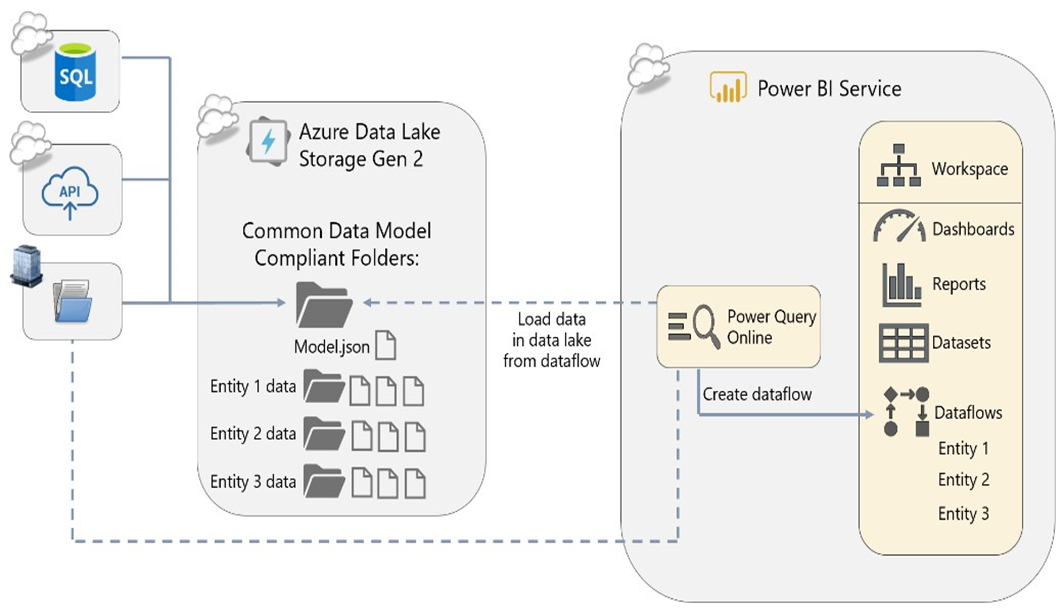 SQL
API
Azure Data Lake
Storage Gen 2
Common Data Model
Compliant Folders:
Model.json
Entity 1 data
Entity 2 data
Entity 3 data
Load data
in data lake
from dataflow
Power BI Service
Power Query
Online
Create dataflow
Workspace
Dashboards
Reports
Datasets
Dataflows
Entity 1
Entity 2
Entity 3